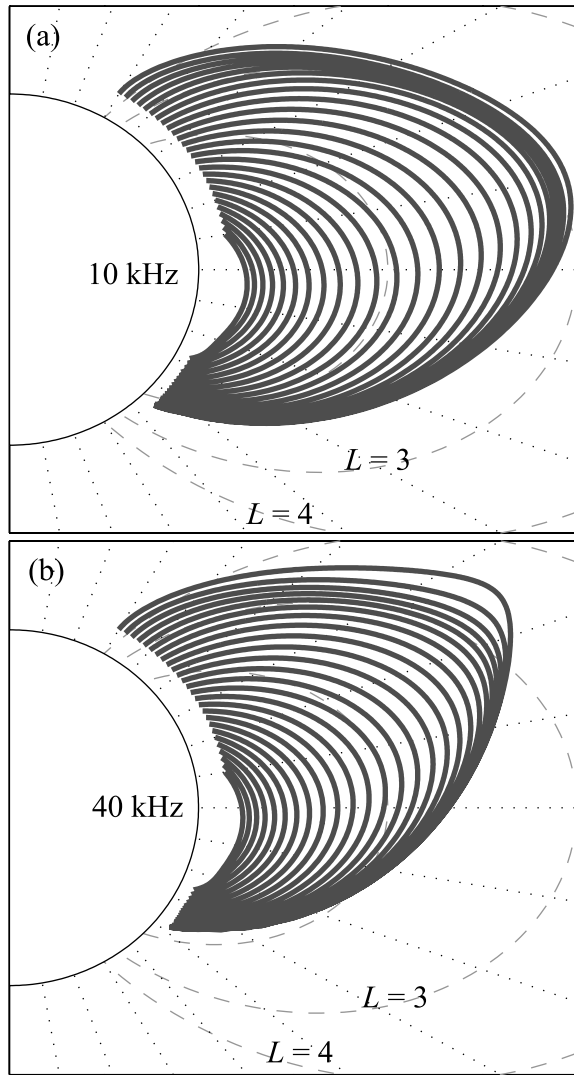 (a)
10 kHz
L = 3
L = 4
(b)
40 kHz
L = 3
L = 4